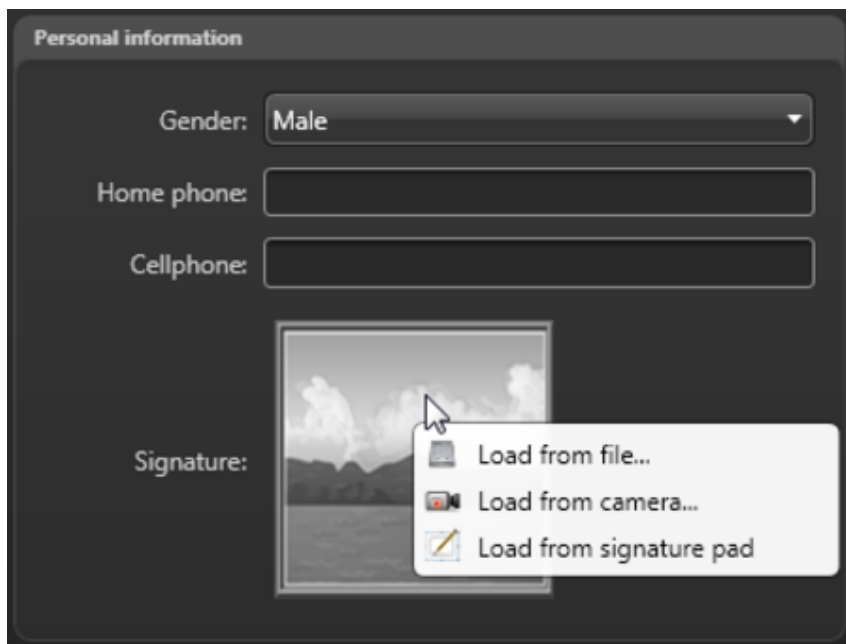 Personal information
Gender: Male
Home phone:
Cellphone:
Signature:
Load from file...
Load from camera...
Load from signature pad